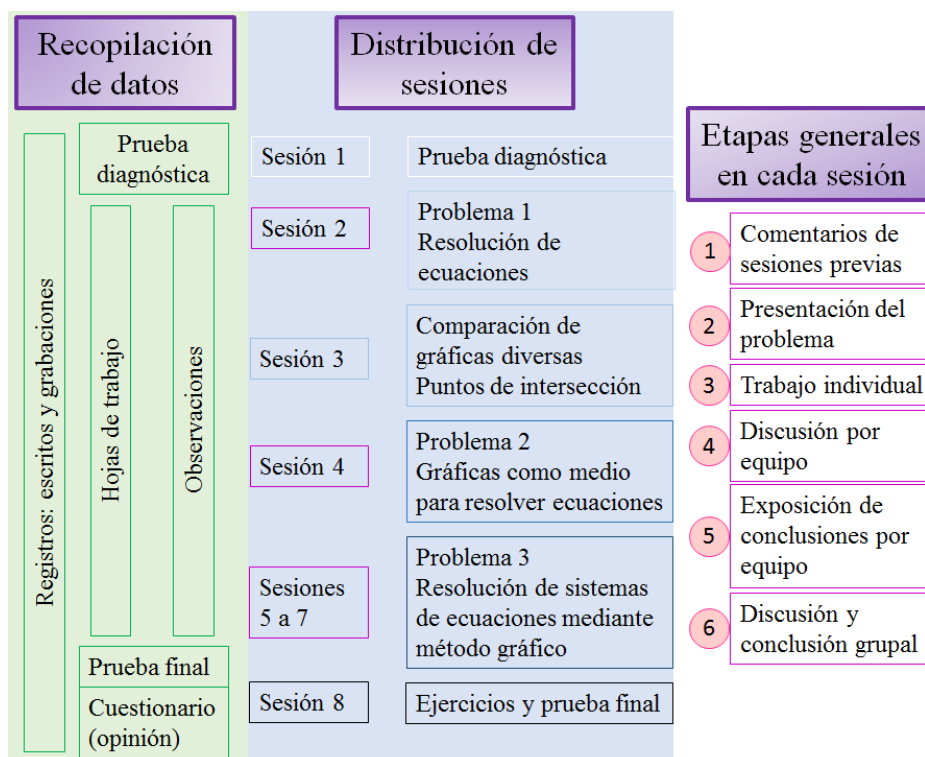 Recopilación
de datos
Registros: escritos y grabaciones
Prueba
diagnóstica
Hojas de trabajo
Observaciones
Prueba final
Cuestionario
(opinión)
Distribución de
sesiones
Sesión 1
Prueba diagnóstica
Sesión 2
Problema 1
Resolución de
ecuaciones
Sesión 3
Comparación de
gráficas diversas
Puntos de intersección
Sesión 4
Problema 2
Gráficas como medio
para resolver ecuaciones
Sesiones
5 a 7
Problema 3
Resolución de sistemas
de ecuaciones mediante
método gráfico
Sesión 8
Ejercicios y prueba final
Etapas generales
en cada sesión
1
Comentarios de
sesiones previas
2
Presentación del
problema
3
Trabajo individual
4
Discusión por
equipo
5
Exposición de
conclusiones por
equipo
6
Discusión y
conclusión grupal